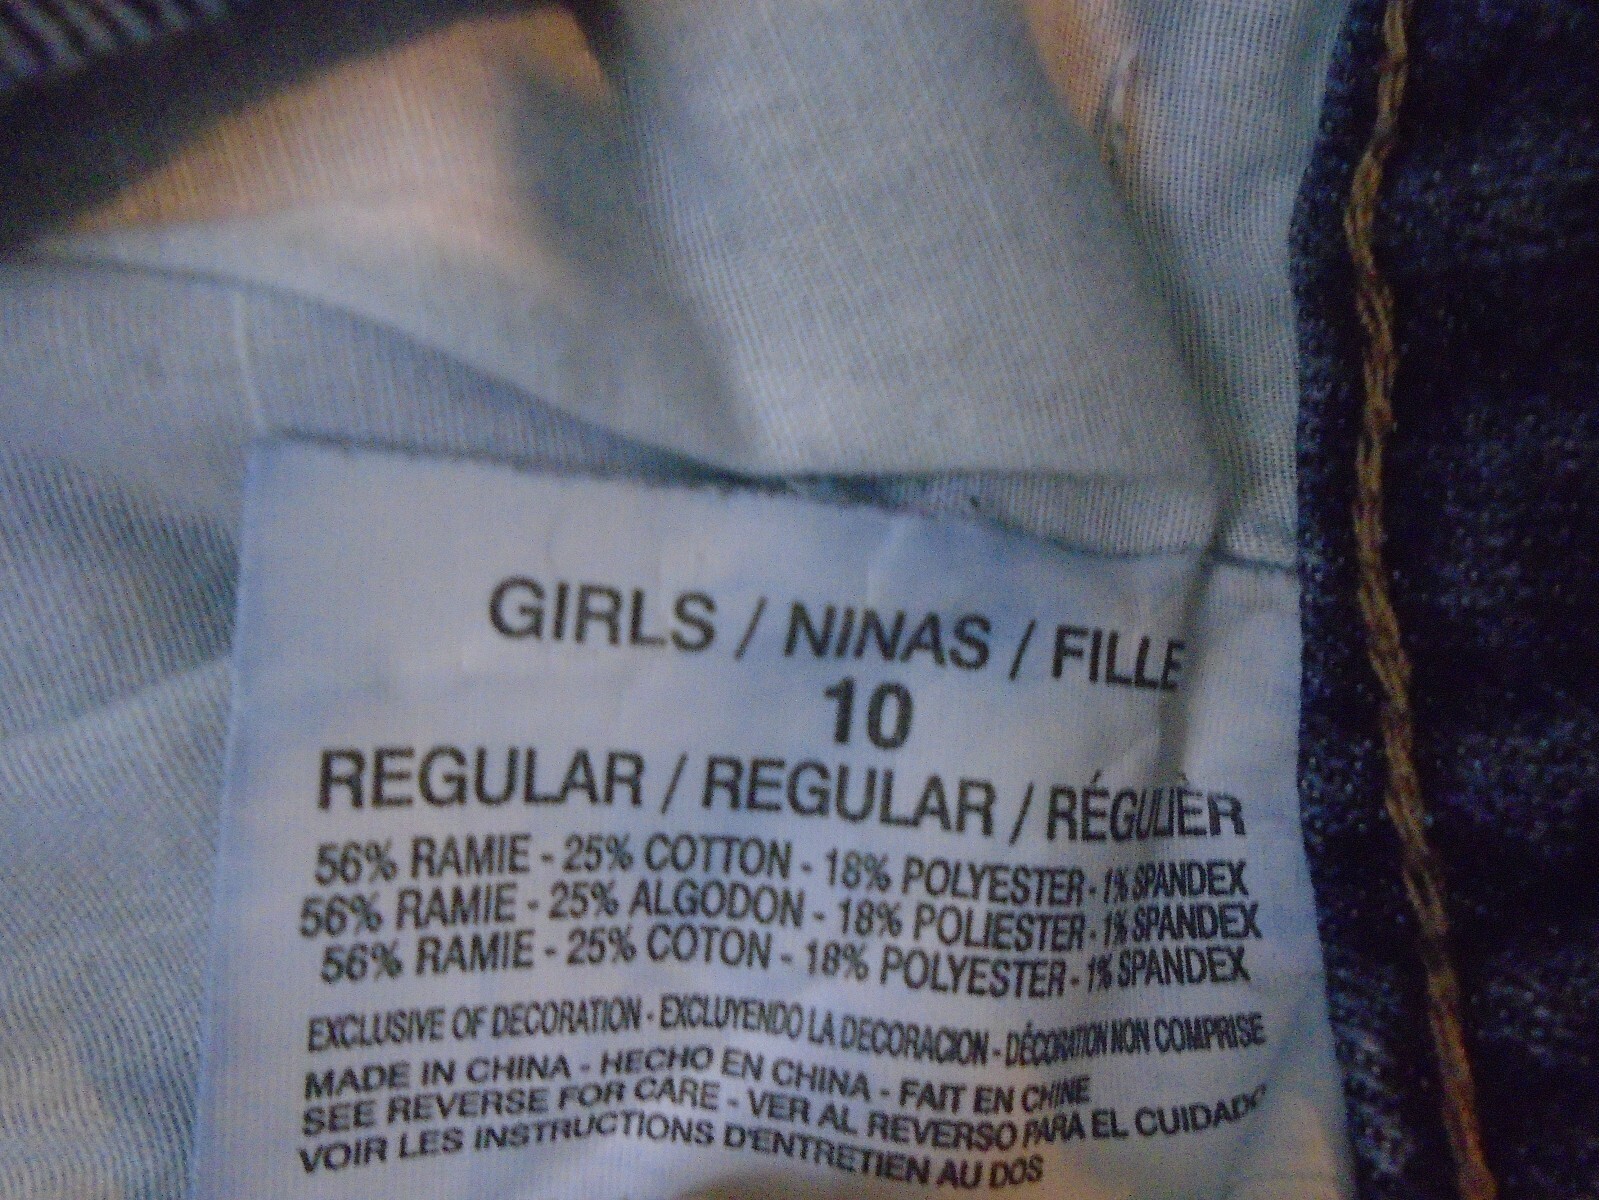 GIRLS / NINAS / FILLE
10
REGULAR / REGULAR / RÉGULIÈR
56% RAMIE - 25% COTTON - 18% POLYESTER - 1% SPANDEX
56% RAMIE - 25% ALGODON - 18% POLIESTER - 1% SPANDEX
56% RAMIE - 25% COTON - 18% POLYESTER - 1% SPANDEX
EXCLUSIVE OF DECORATION - EXCLUYENDO LA DECORACION - DÉCORATION NON COMPRISE
MADE IN CHINA - HECHO EN CHINA - FAIT EN CHINE
SEE REVERSE FOR CARE - VER AL REVERSO PARA EL CUIDADO
VOIR LES INSTRUCTIONS D'ENTRETIEN AU DOS